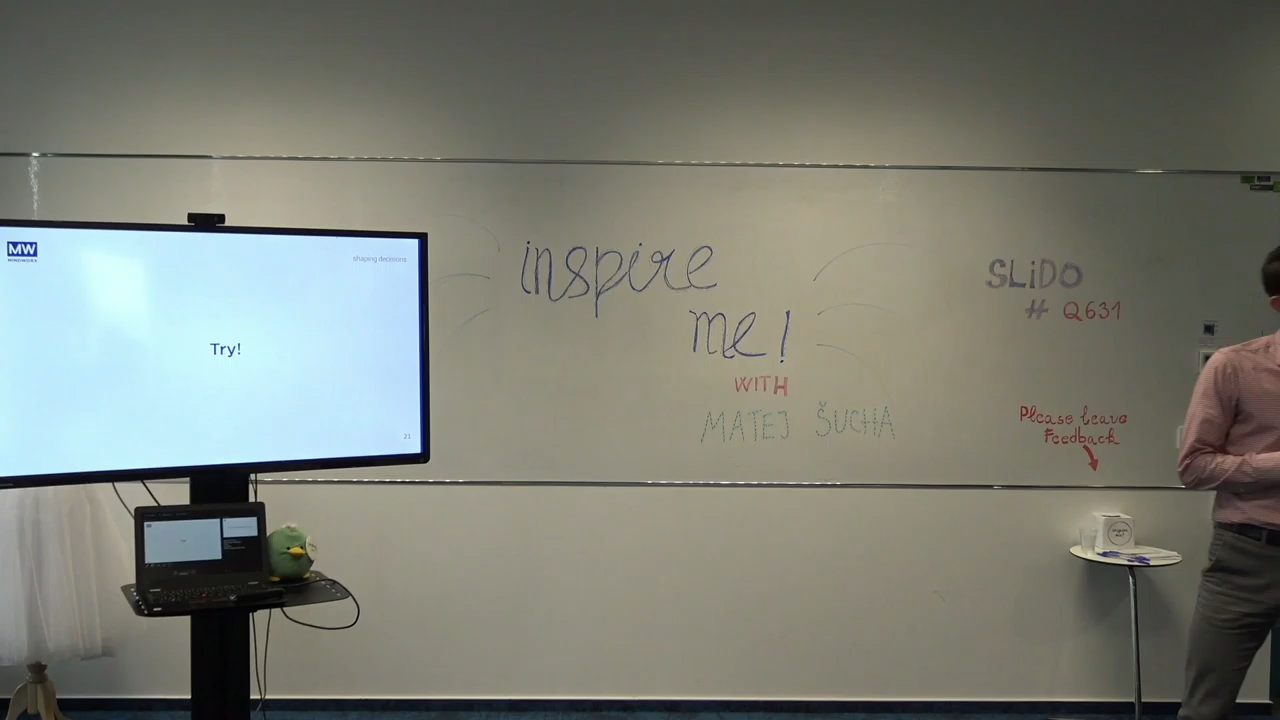 MW
MINDWORX
shaping decisions
Try!
21
inspire
me!
WITH
MATEJ ŠUCHA
SLiDO
# Q631
Please leave
Feedback